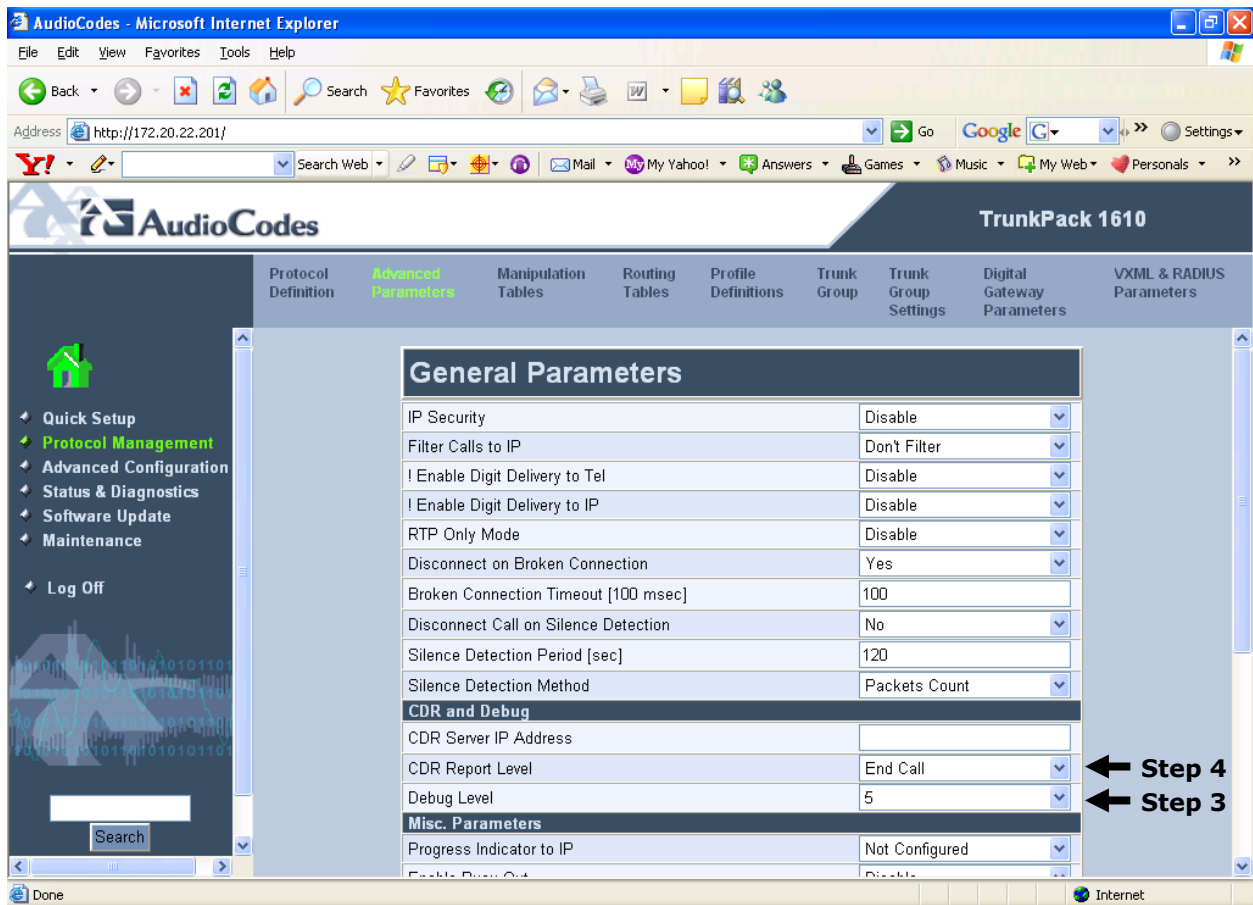 AudioCodes - Microsoft Internet Explorer
File Edit View Favorites Tools Help
Back Search Favorites
Address http://172.20.22.201/ Go Google G Settings
Y! Search Web Mail My Yahoo! Answers Games Music My Web Personals
AudioCodes
TrunkPack 1610
Protocol Definition
Advanced Parameters
Manipulation Tables
Routing Tables
Profile Definitions
Trunk Group
Trunk Group Settings
Digital Gateway Parameters
VXML & RADIUS Parameters
Quick Setup
Protocol Management
Advanced Configuration
Status & Diagnostics
Software Update
Maintenance
Log Off
Search
General Parameters
IP Security Disable
Filter Calls to IP Don't Filter
! Enable Digit Delivery to Tel Disable
! Enable Digit Delivery to IP Disable
RTP Only Mode Disable
Disconnect on Broken Connection Yes
Broken Connection Timeout [100 msec] 100
Disconnect Call on Silence Detection No
Silence Detection Period [sec] 120
Silence Detection Method Packets Count
CDR and Debug
CDR Server IP Address
CDR Report Level End Call Step 4
Debug Level 5 Step 3
Misc. Parameters
Progress Indicator to IP Not Configured
Done Internet